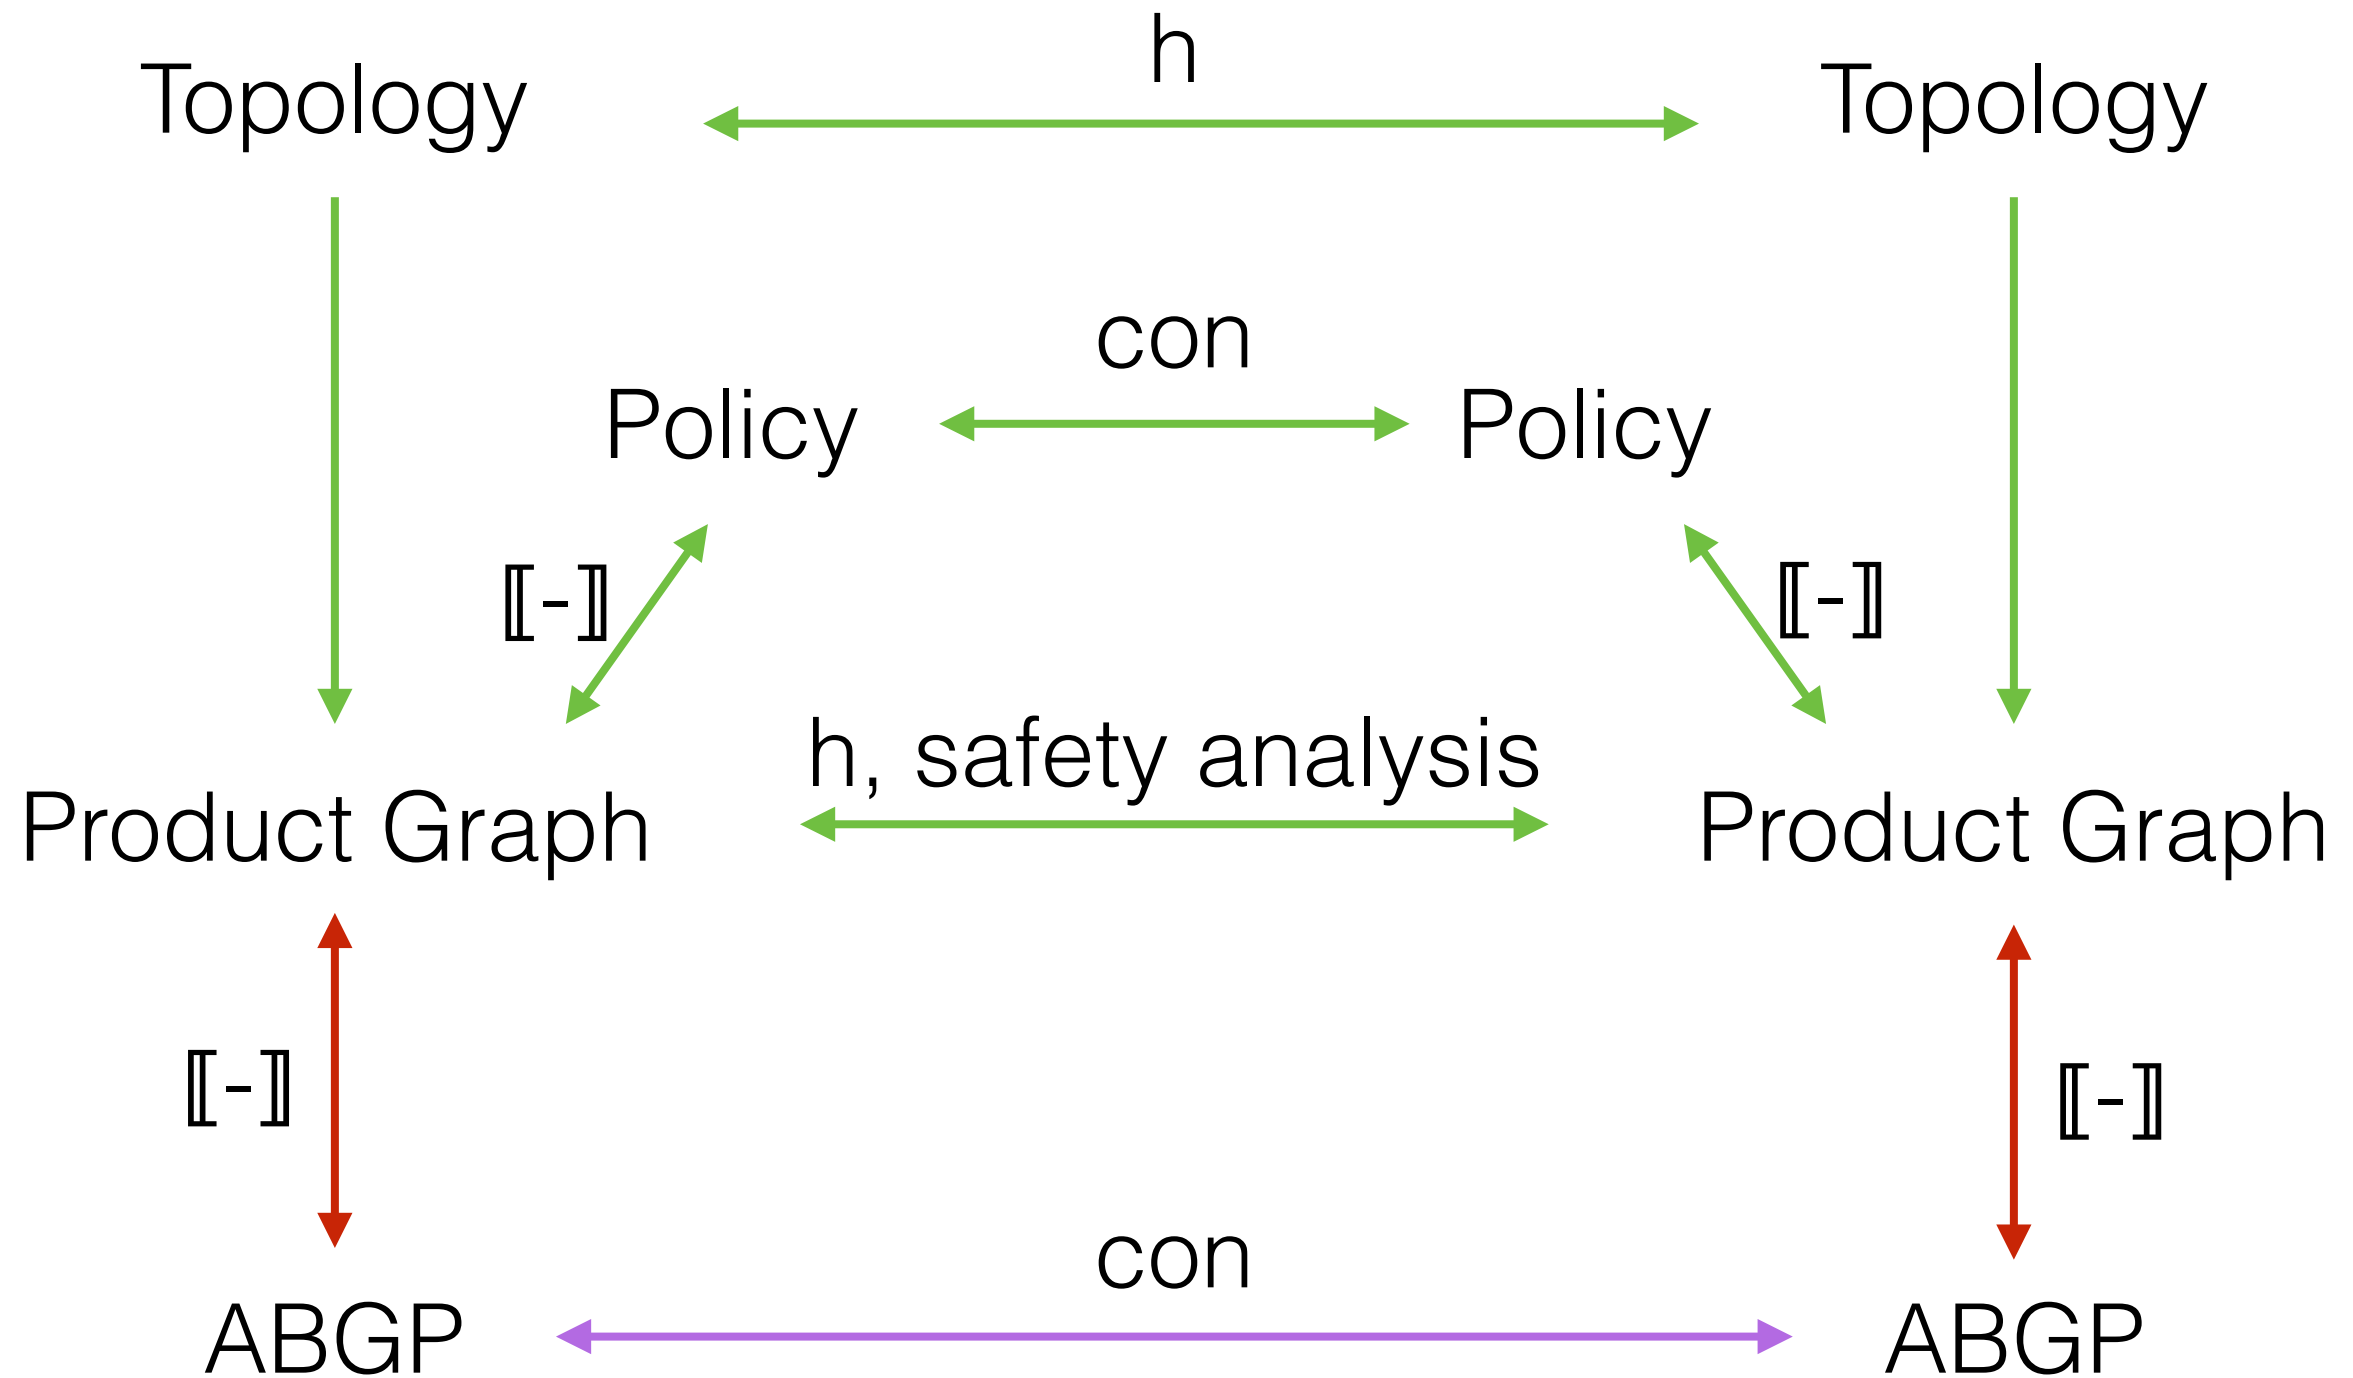 h
Topology
Topology
con
Policy
Policy
⟦-⟧
⟦-⟧
h, safety analysis
Product Graph
Product Graph
⟦-⟧
⟦-⟧
con
ABGP
ABGP